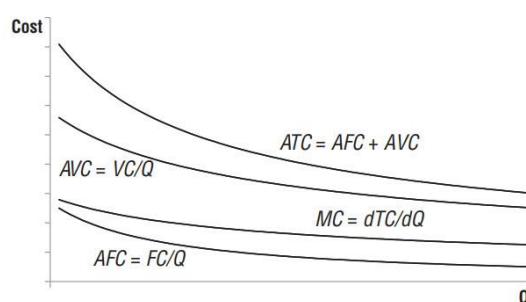 Cost
ATC = AFC + AVC
AVC = VC/Q
MC = dTC/dQ
AFC = FC/Q